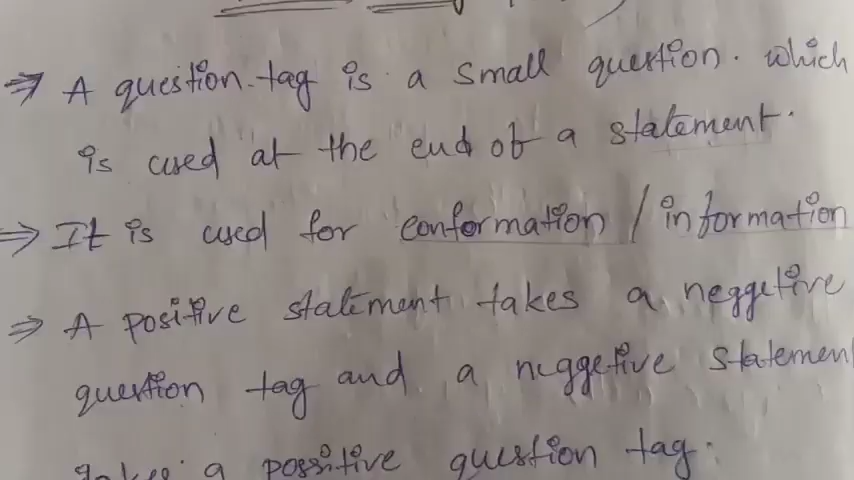 ⇒ A question tag is a small question. which
is used at the end of a statement.
⇒ It is used for conformation / information
⇒ A positive statement takes a neggetive
question tag and a neggetive statemen
takes a possitive question tag.